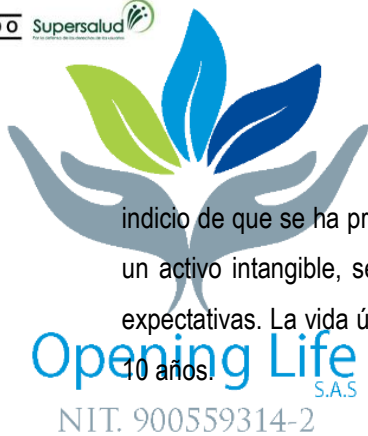 O Supersalud
indicio de que se ha pr
un activo intangible, se
expectativas. La vida ú
10 años.
Opening Life
S.A.S
NIT. 900559314-2